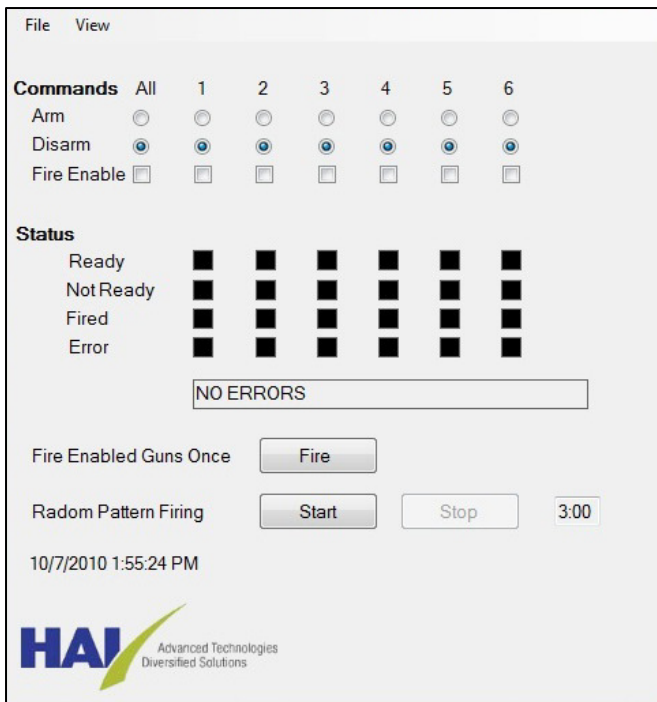 File View
Commands All 1 2 3 4 5 6
Arm
Disarm
Fire Enable
Status
Ready
Not Ready
Fired
Error
NO ERRORS
Fire Enabled Guns Once Fire
Radom Pattern Firing Start Stop 3:00
10/7/2010 1:55:24 PM
HAI Advanced Technologies
Diversified Solutions